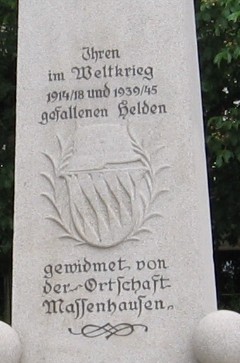 Ihren
im Weltkrieg
1914/18 und 1939/45
gefallenen Helden
gewidmet von
der Ortschaft
Massenhausen